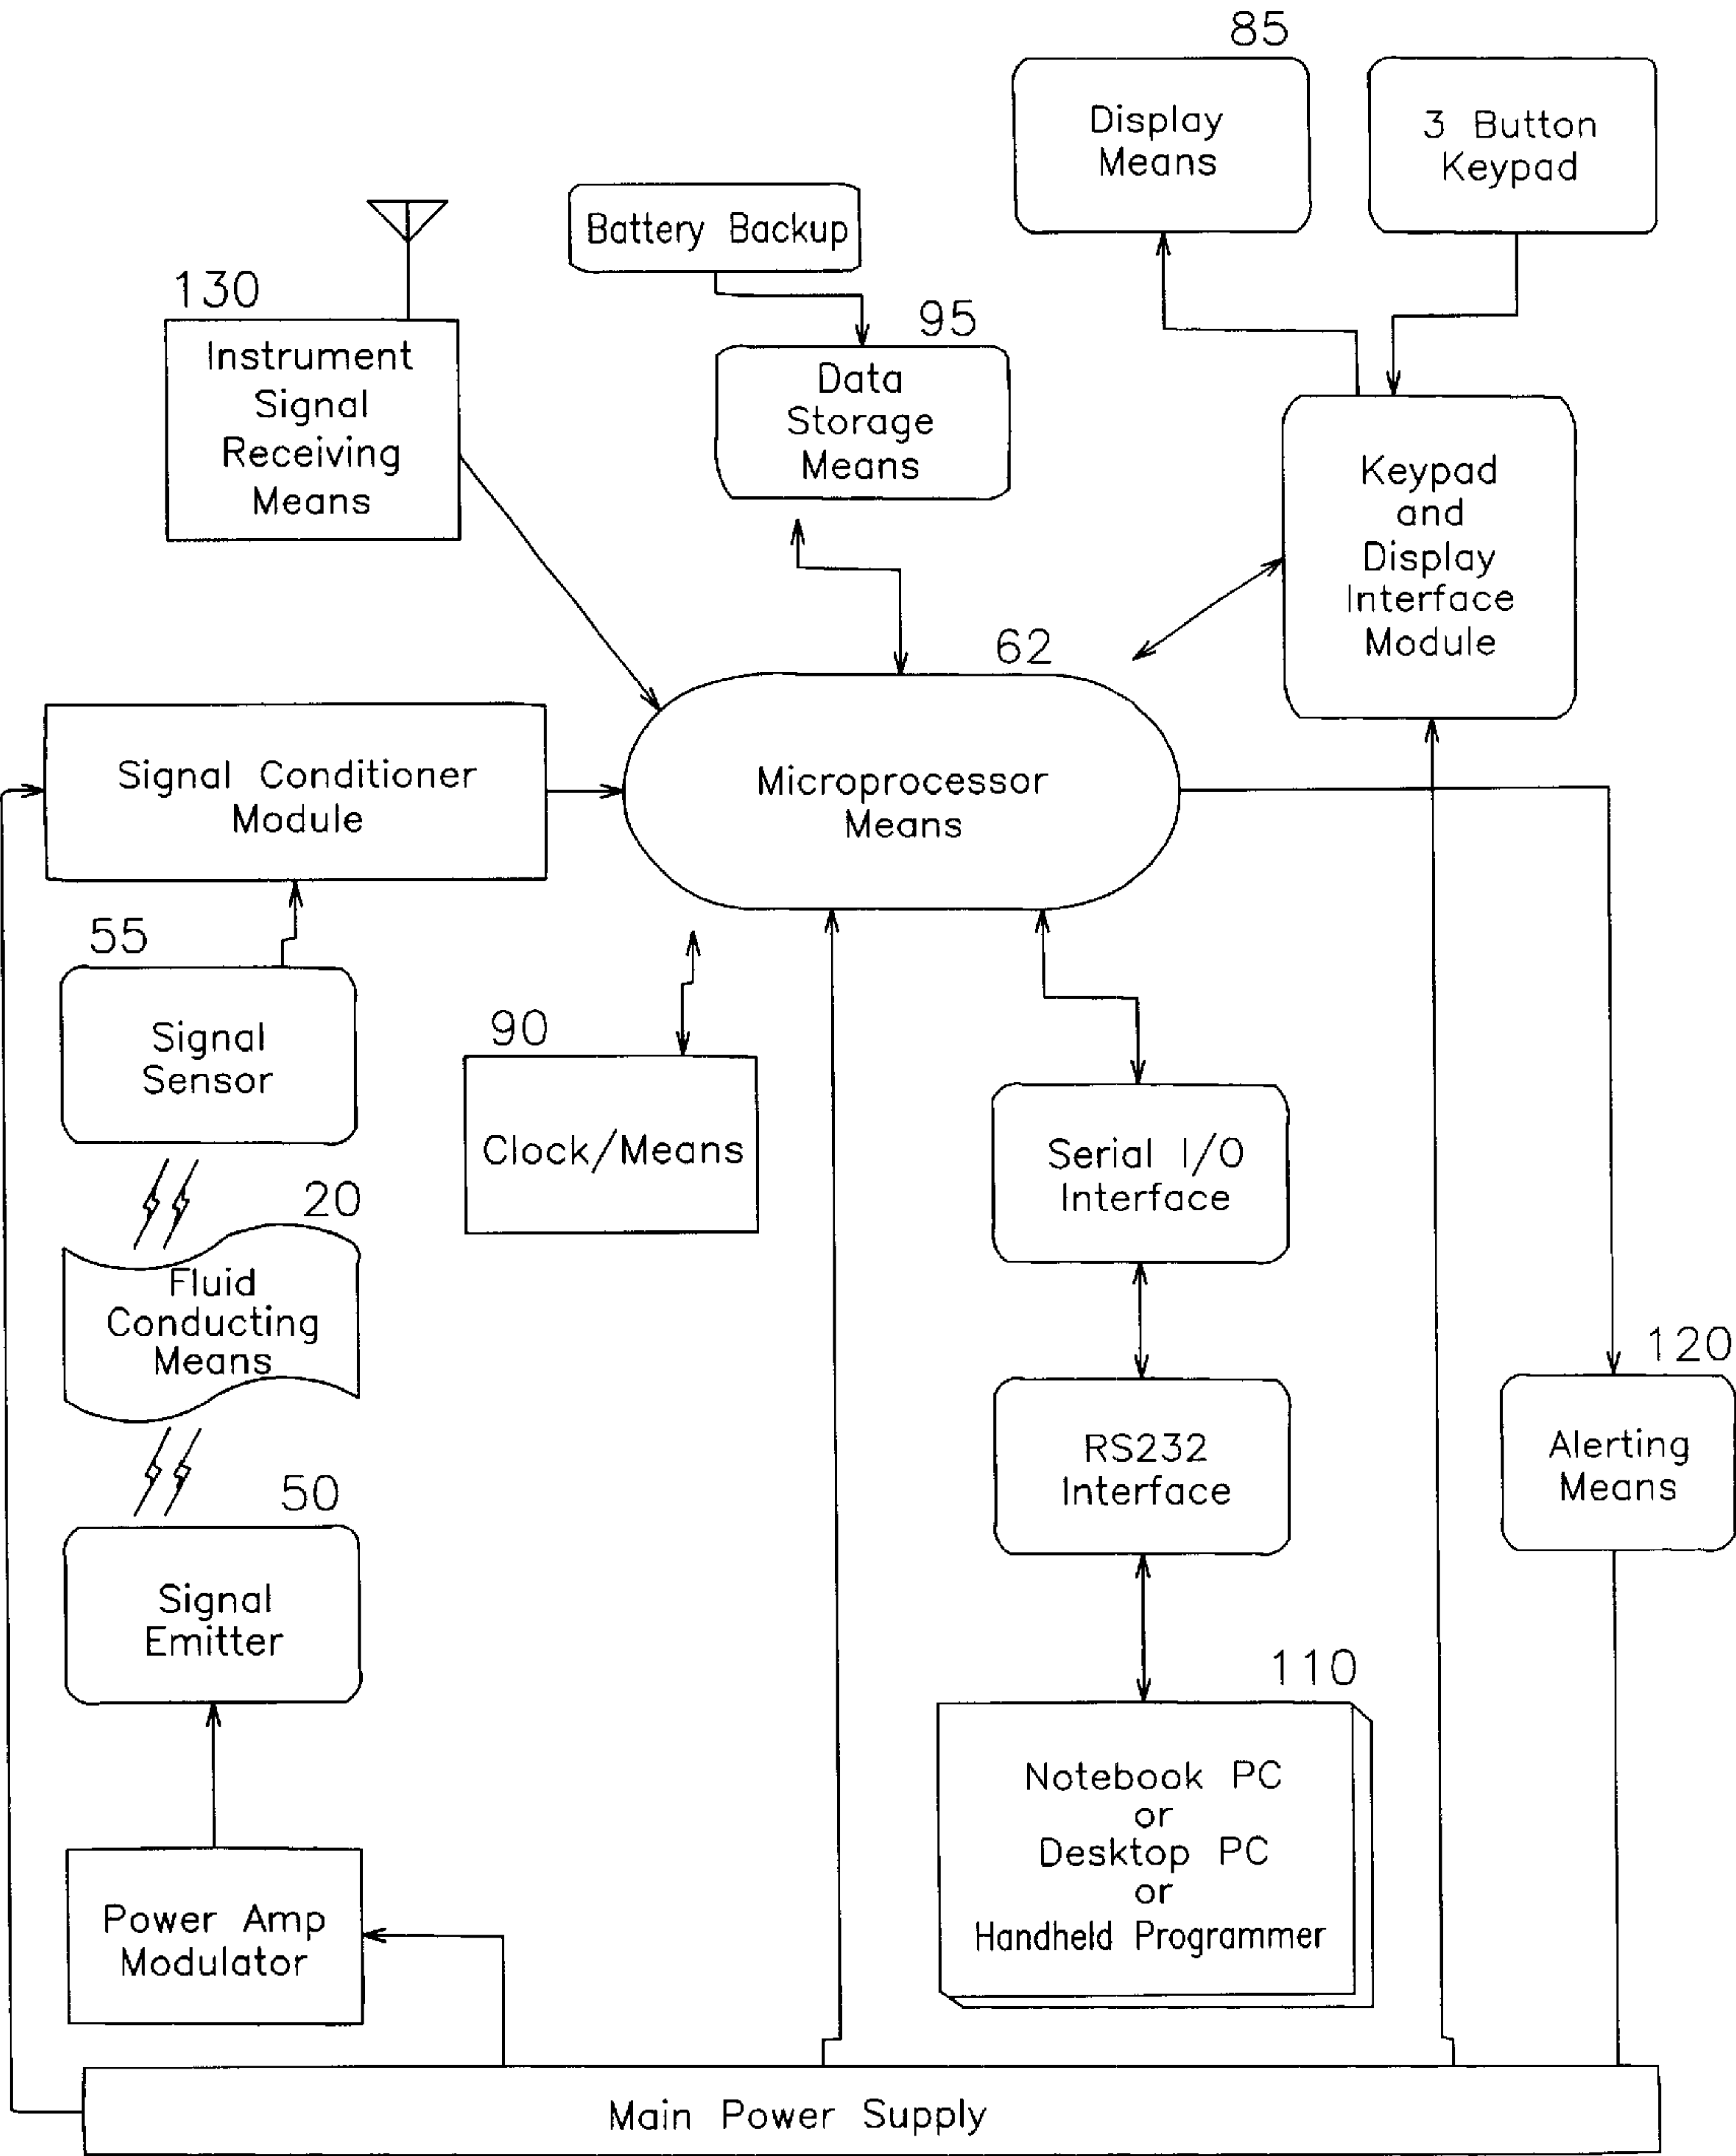 85
Display
Means
3 Button
Keypad
Battery Backup
130
Instrument
Signal
Receiving
Means
95
Data
Storage
Means
Keypad
and
Display
Interface
Module
62
Microprocessor
Means
Signal Conditioner
Module
55
Signal
Sensor
90
Clock/Means
Serial I/O
Interface
20
Fluid
Conducting
Means
120
Alerting
Means
RS232
Interface
50
Signal
Emitter
110
Notebook PC
or
Desktop PC
or
Handheld Programmer
Power Amp
Modulator
Main Power Supply